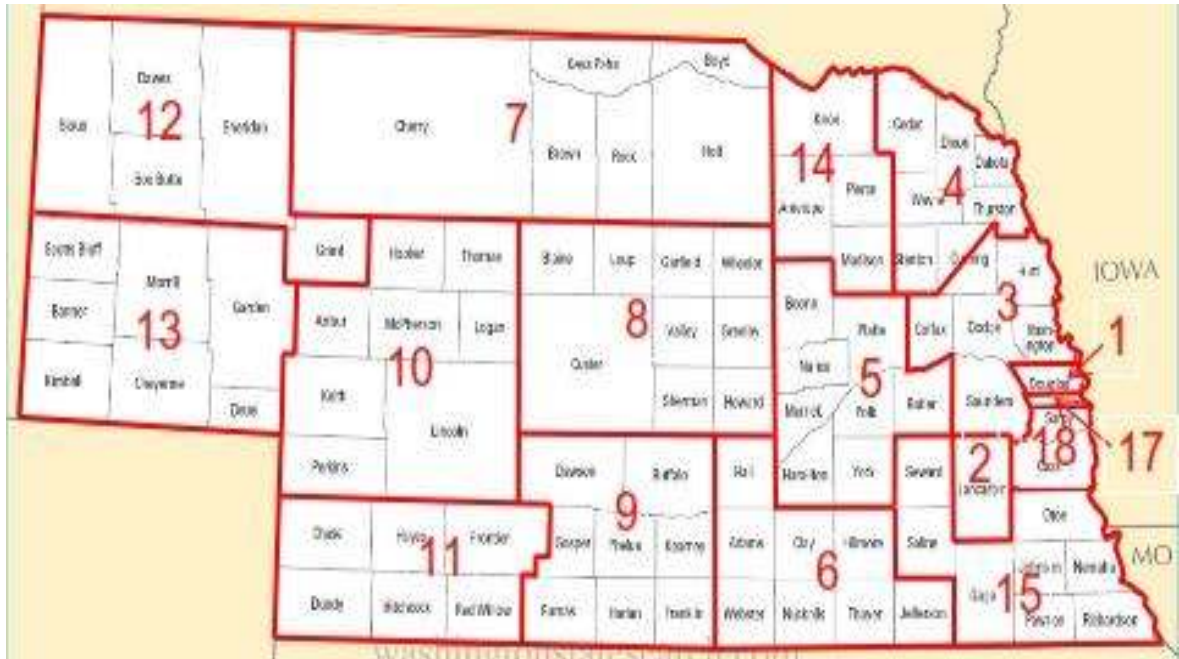 Sioux
Dawes
Box Butte
Sheridan
12
Cherry
7
Keya Paha
Boyd
Brown
Rock
Holt
Knox
14
Antelope
Pierce
Madison
Cedar
Dixon
Dakota
4
Wayne
Thurston
Stanton
Cuming
Scotts Bluff
Banner
Kimball
Morrill
13
Cheyenne
Garden
Deuel
Grant
Hooker
Thomas
Arthur
McPherson
Logan
10
Keith
Lincoln
Perkins
Blaine
Loup
Garfield
Wheeler
8
Custer
Valley
Greeley
Sherman
Howard
Boone
Platte
Nance
5
Merrick
Polk
Butler
Hamilton
York
Colfax
Dodge
Burt
3
Washington
IOWA
1
Douglas
Saunders
Sarpy
18
17
Cass
2
Lancaster
Seward
Saline
Jefferson
Chase
Hayes
Frontier
11
Dundy
Hitchcock
Red Willow
Dawson
Buffalo
9
Gosper
Phelps
Kearney
Furnas
Harlan
Franklin
Hall
Adams
Clay
Fillmore
6
Webster
Nuckolls
Thayer
Otoe
Johnson
Nemaha
Gage
15
Pawnee
Richardson
MO